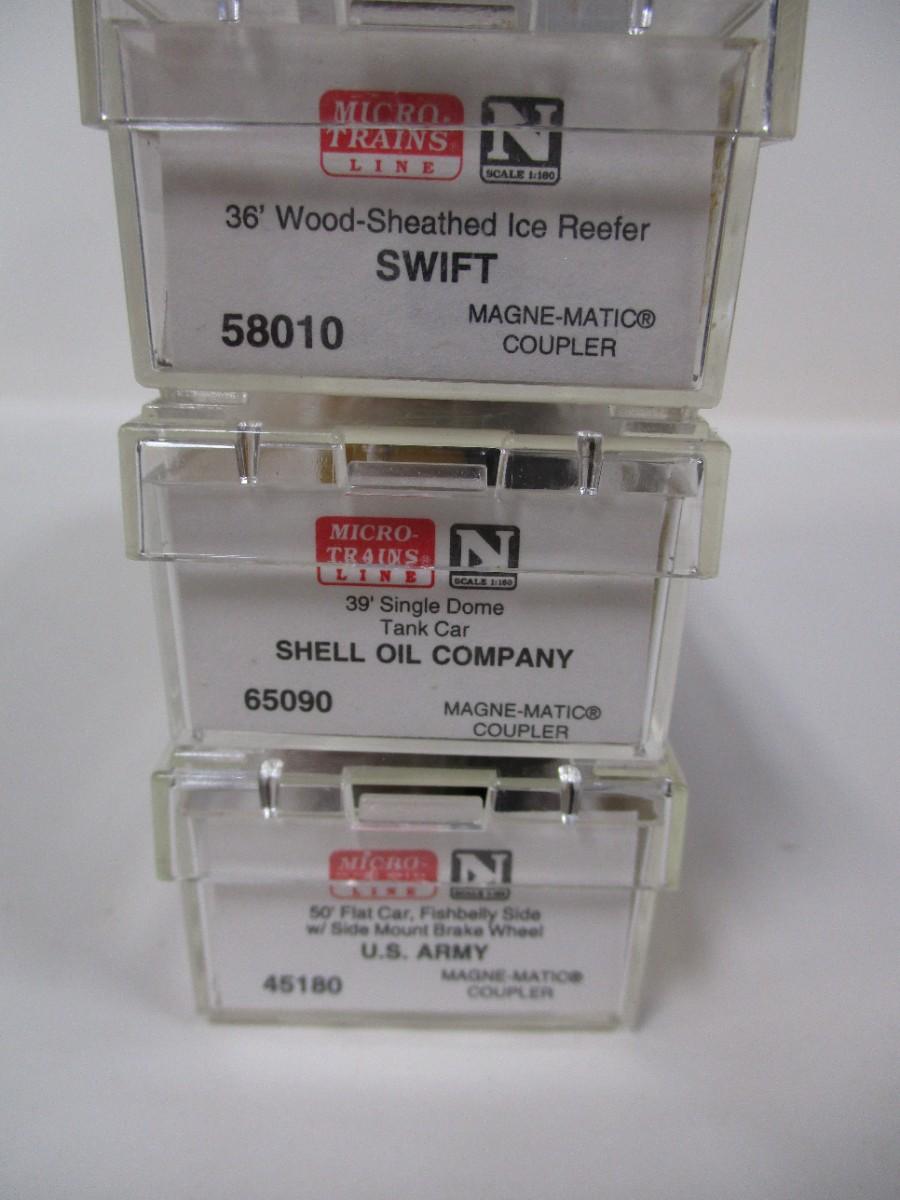 MICRO-
TRAINS®
LINE
N
SCALE 1:160
36' Wood-Sheathed Ice Reefer
SWIFT
58010
MAGNE-MATIC®
COUPLER
MICRO-
TRAINS®
LINE
N
SCALE 1:160
39' Single Dome
Tank Car
SHELL OIL COMPANY
65090
MAGNE-MATIC®
COUPLER
MICRO-
LINE
N
50' Flat Car, Fishbelly Side
w/ Side Mount Brake Wheel
U.S. ARMY
45180
MAGNE-MATIC®
COUPLER